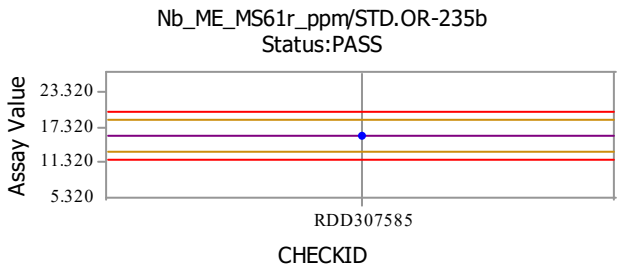 Nb_ME_MS61r_ppm/STD.OR-235b
Status:PASS
Assay Value
23.320
17.320
11.320
5.320
RDD307585
CHECKID